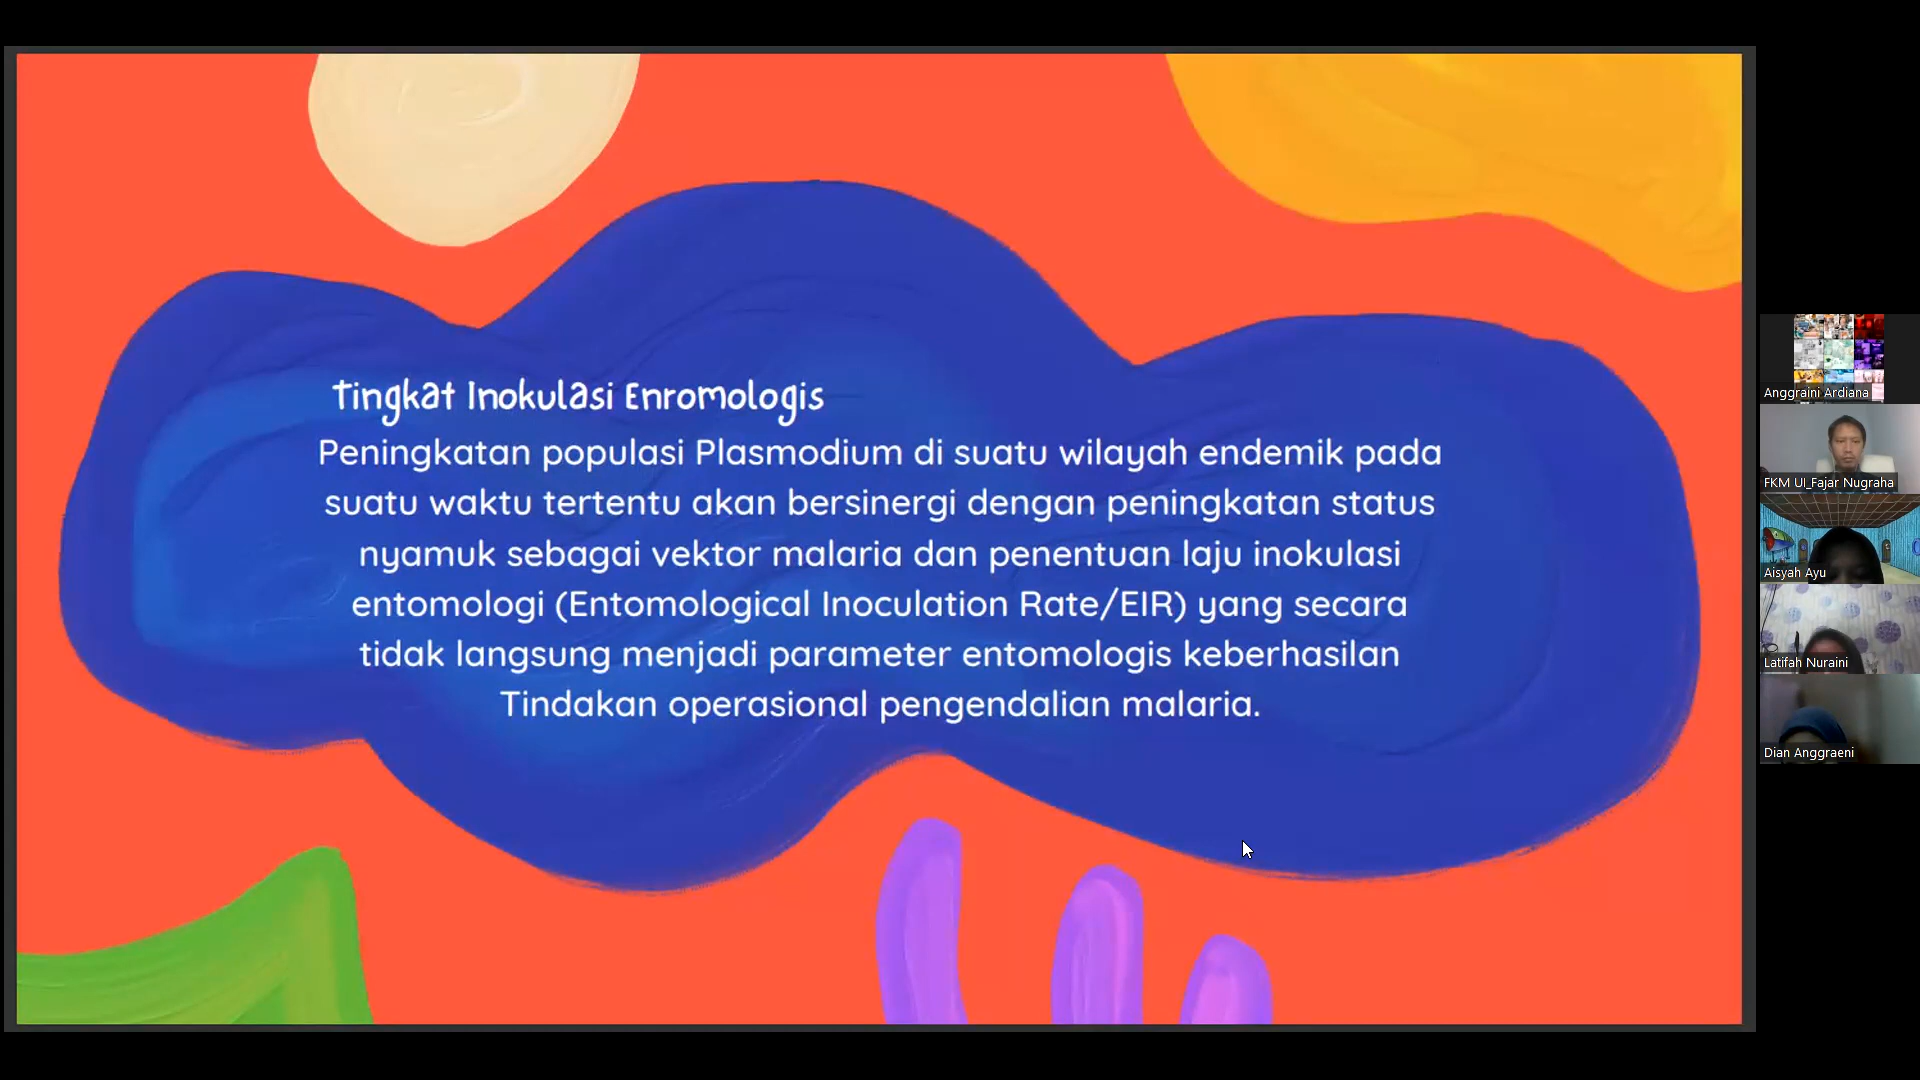 Tingkat Inokulasi Enromologis
Peningkatan populasi Plasmodium di suatu wilayah endemik pada
suatu waktu tertentu akan bersinergi dengan peningkatan status
nyamuk sebagai vektor malaria dan penentuan laju inokulasi
entomologi (Entomological Inoculation Rate/EIR) yang secara
tidak langsung menjadi parameter entomologis keberhasilan
Tindakan operasional pengendalian malaria.
Anggraini Ardiana
FKM UI_Fajar Nugraha
Aisyah Ayu
Latifah Nuraini
Dian Anggraeni